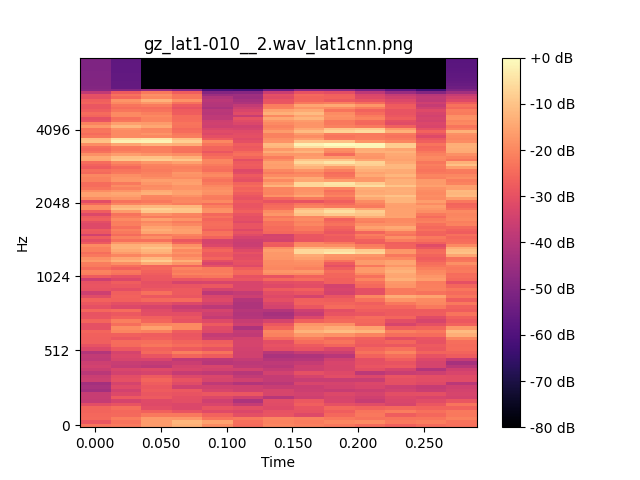 gz_lat1-010__2.wav_lat1cnn.png
+0 dB
-10 dB
-20 dB
-30 dB
-40 dB
-50 dB
-60 dB
-70 dB
-80 dB
Hz
4096
2048
1024
512
0
0.000 0.050 0.100 0.150 0.200 0.250
Time